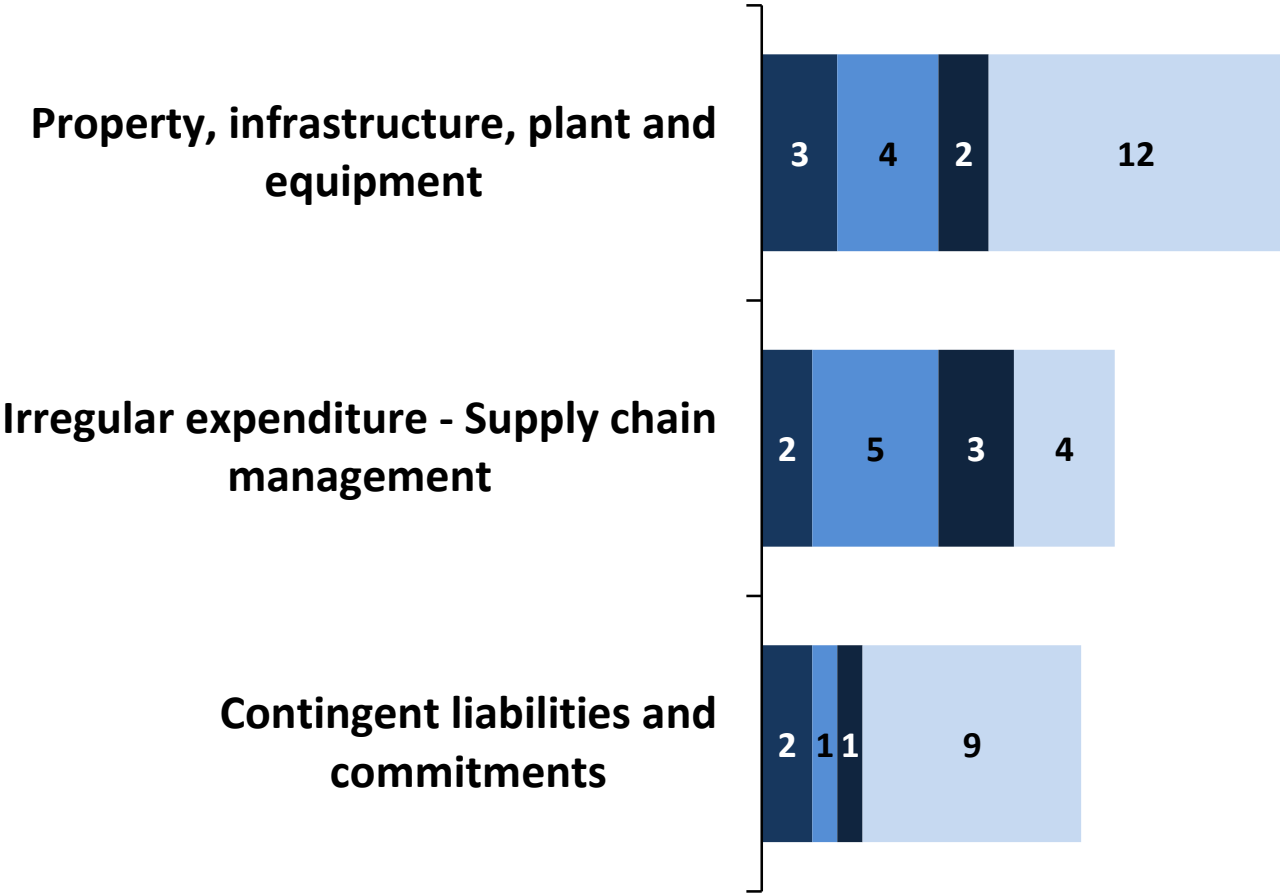 Property, infrastructure, plant and
equipment
3 4 2 12
Irregular expenditure - Supply chain
management
2 5 3 4
Contingent liabilities and
commitments
2 1 1 9